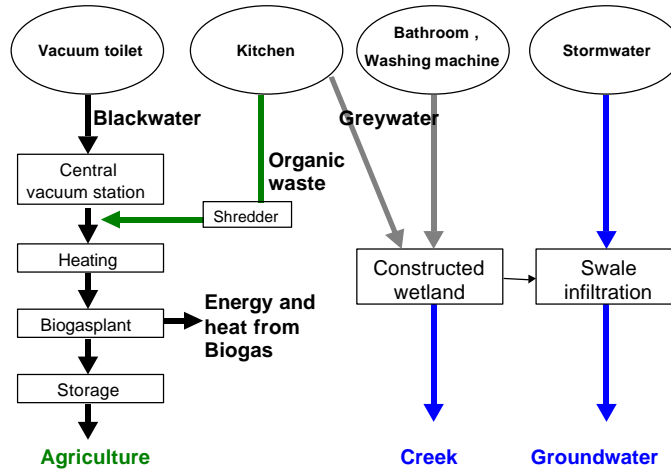 Vacuum toilet
Kitchen
Bathroom ,
Washing machine
Stormwater
Blackwater
Greywater
Organic
waste
Central
vacuum station
Shredder
Heating
Constructed
wetland
Swale
infiltration
Energy and
heat from
Biogas
Biogasplant
Storage
Agriculture
Creek
Groundwater